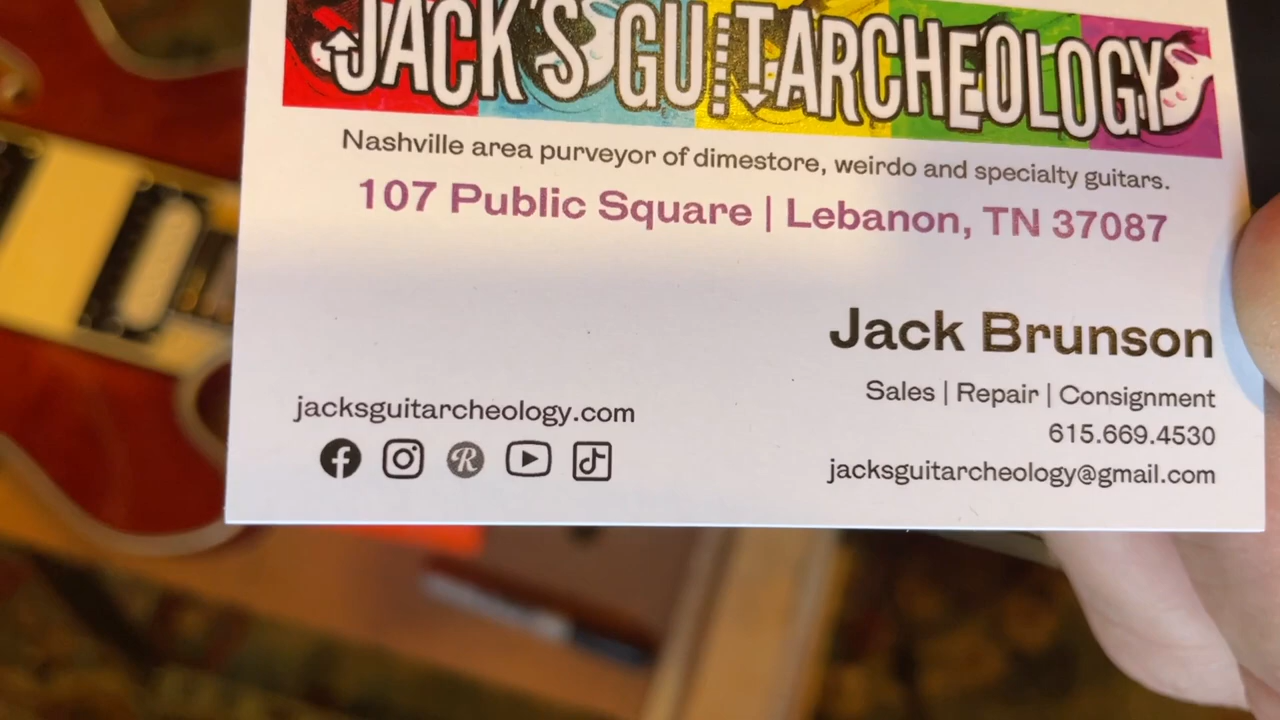 JACK'S GUITARCHEOLOGY
Nashville area purveyor of dimestore, weirdo and specialty guitars.
107 Public Square | Lebanon, TN 37087
Jack Brunson
Sales | Repair | Consignment
615.669.4530
jacksguitarcheology@gmail.com
jacksguitarcheology.com